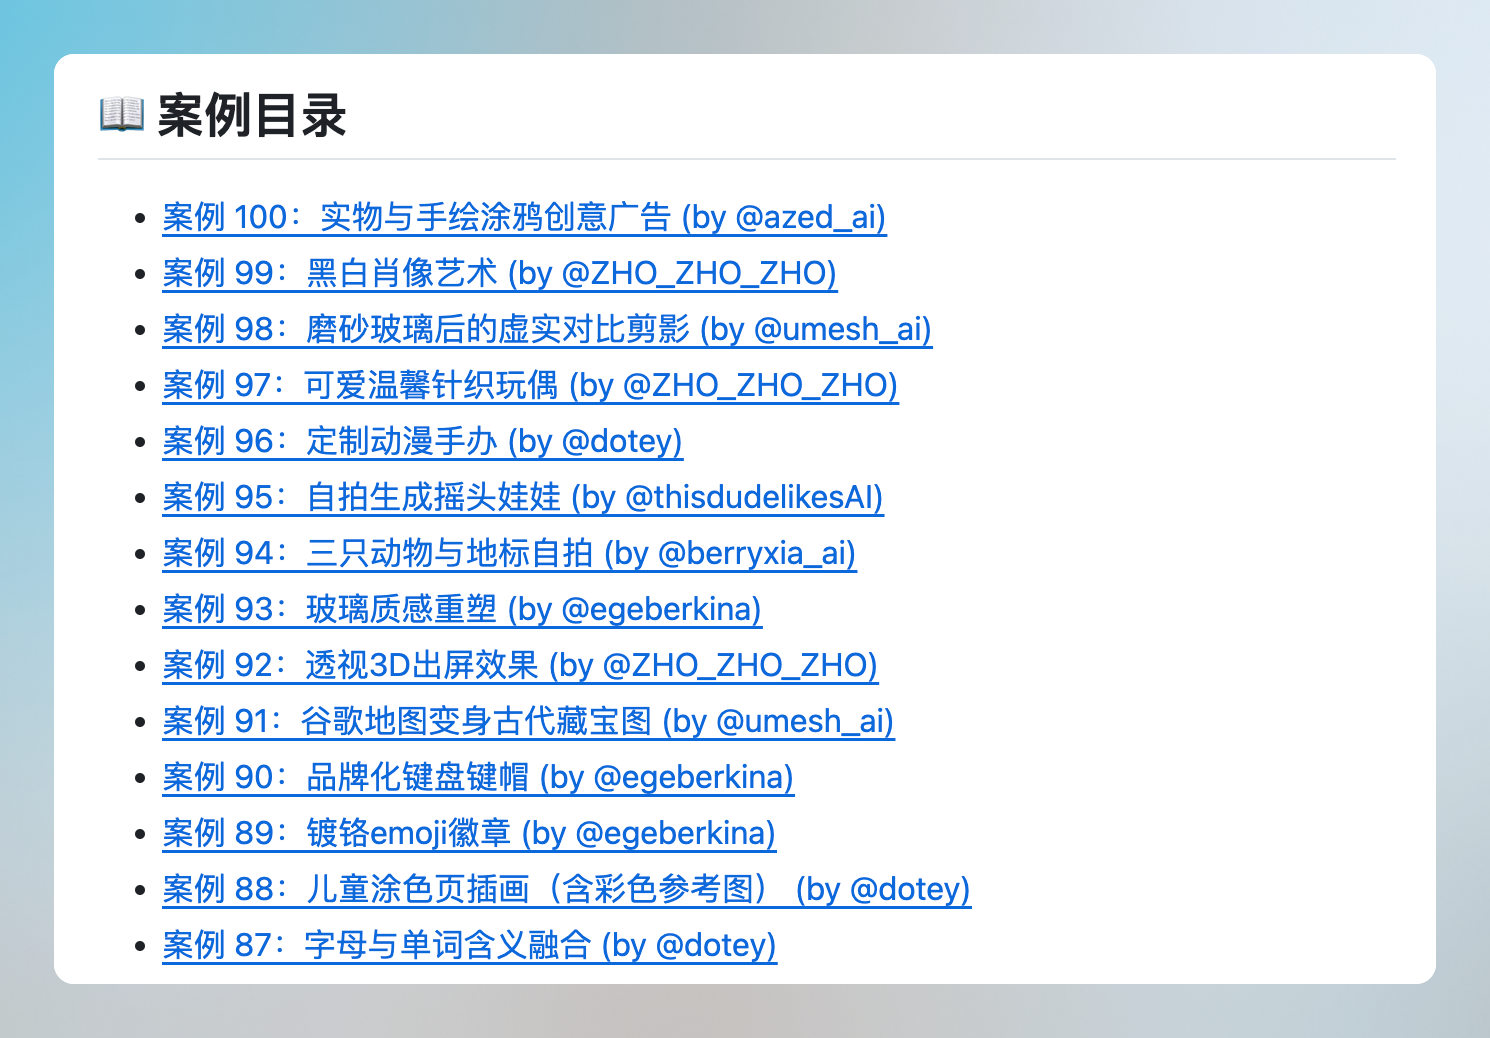 📖 案例目录
案例 100：实物与手绘涂鸦创意广告 (by @azed_ai)
案例 99：黑白肖像艺术 (by @ZHO_ZHO_ZHO)
案例 98：磨砂玻璃后的虚实对比剪影 (by @umesh_ai)
案例 97：可爱温馨针织玩偶 (by @ZHO_ZHO_ZHO)
案例 96：定制动漫手办 (by @dotey)
案例 95：自拍生成摇头娃娃 (by @thisdudelikesAI)
案例 94：三只动物与地标自拍 (by @berryxia_ai)
案例 93：玻璃质感重塑 (by @egeberkina)
案例 92：透视3D出屏效果 (by @ZHO_ZHO_ZHO)
案例 91：谷歌地图变身古代藏宝图 (by @umesh_ai)
案例 90：品牌化键盘键帽 (by @egeberkina)
案例 89：镀铬emoji徽章 (by @egeberkina)
案例 88：儿童涂色页插画（含彩色参考图） (by @dotey)
案例 87：字母与单词含义融合 (by @dotey)